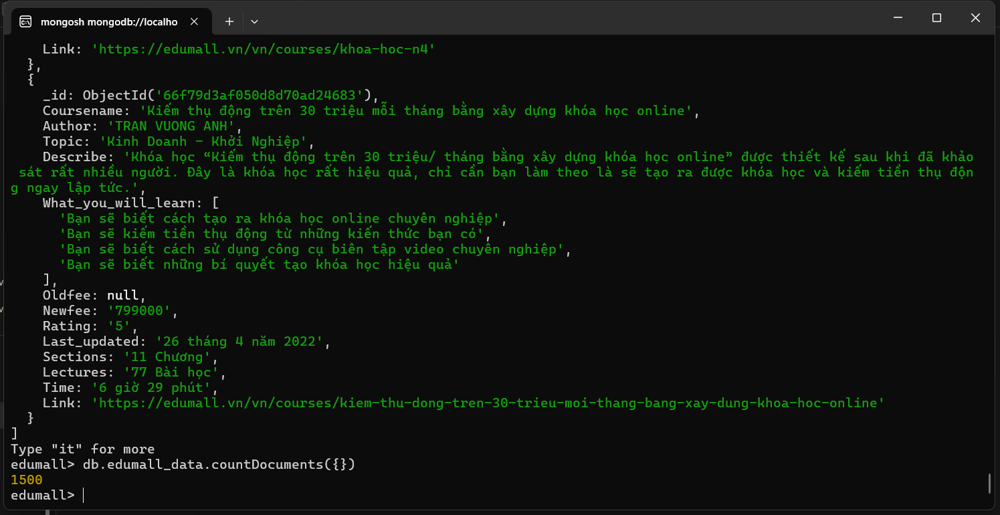 mongosh mongodb://localho
Link: 'https://edumall.vn/vn/courses/khoa-hoc-n4'
},
{
_id: ObjectId('66f79d3af050d8d70ad24683'),
Coursename: 'Kiếm thụ động trên 30 triệu mỗi tháng bằng xây dựng khóa học online',
Author: 'TRAN VUONG ANH',
Topic: 'Kinh Doanh - Khởi Nghiệp',
Describe: 'Khóa học “Kiếm thụ động trên 30 triệu/ tháng bằng xây dựng khóa học online” được thiết kế sau khi đã khảo
sát rất nhiều người. Đây là khóa học rất hiệu quả, chỉ cần bạn làm theo là sẽ tạo ra được khóa học và kiếm tiền thụ độn
g ngay lập tức.',
What_you_will_learn: [
'Bạn sẽ biết cách tạo ra khóa học online chuyên nghiệp',
'Bạn sẽ kiếm tiền thụ động từ những kiến thức bạn có',
'Bạn sẽ biết cách sử dụng công cụ biên tập video chuyên nghiệp',
'Bạn sẽ biết những bí quyết tạo khóa học hiệu quả'
],
Oldfee: null,
Newfee: '799000',
Rating: '5',
Last_updated: '26 tháng 4 năm 2022',
Sections: '11 Chương',
Lectures: '77 Bài học',
Time: '6 giờ 29 phút',
Link: 'https://edumall.vn/vn/courses/kiem-thu-dong-tren-30-trieu-moi-thang-bang-xay-dung-khoa-hoc-online'
}
]
Type "it" for more
edumall> db.edumall_data.countDocuments({})
1500
edumall>